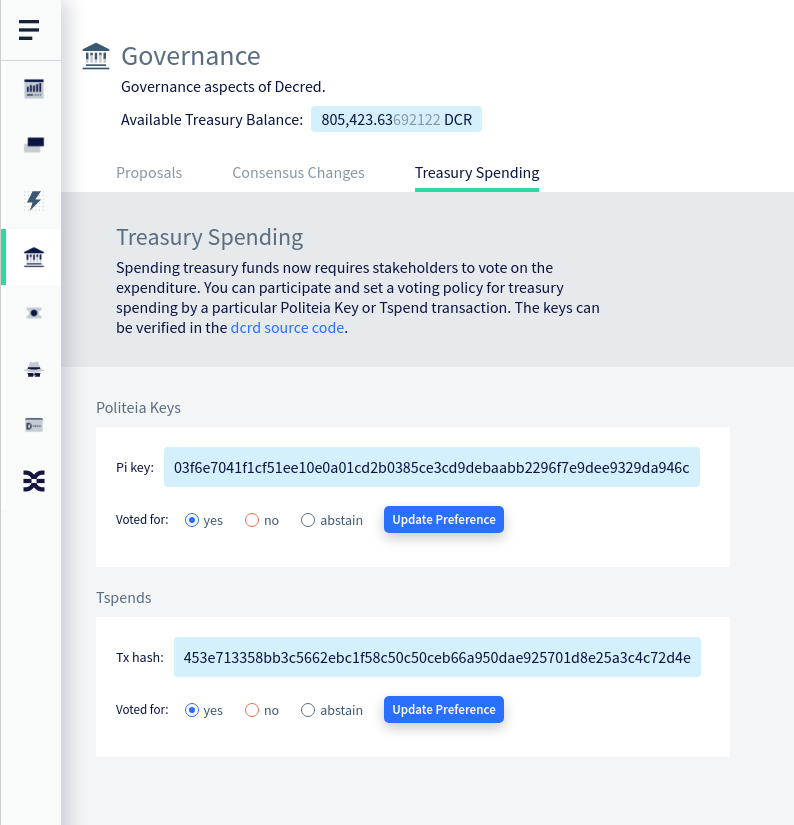 Governance
Governance aspects of Decred.
Available Treasury Balance: 805,423.63692122 DCR
Proposals Consensus Changes Treasury Spending
Treasury Spending
Spending treasury funds now requires stakeholders to vote on the
expenditure. You can participate and set a voting policy for treasury
spending by a particular Politeia Key or Tspend transaction. The keys can
be verified in the dcrd source code.
Politeia Keys
Pi key: 03f6e7041f1cf51ee10e0a01cd2b0385ce3cd9debaabb2296f7e9dee9329da946c
Voted for: yes no abstain Update Preference
Tspends
Tx hash: 453e713358bb3c5662ebc1f58c50c50ceb66a950dae925701d8e25a3c4c72d4e
Voted for: yes no abstain Update Preference